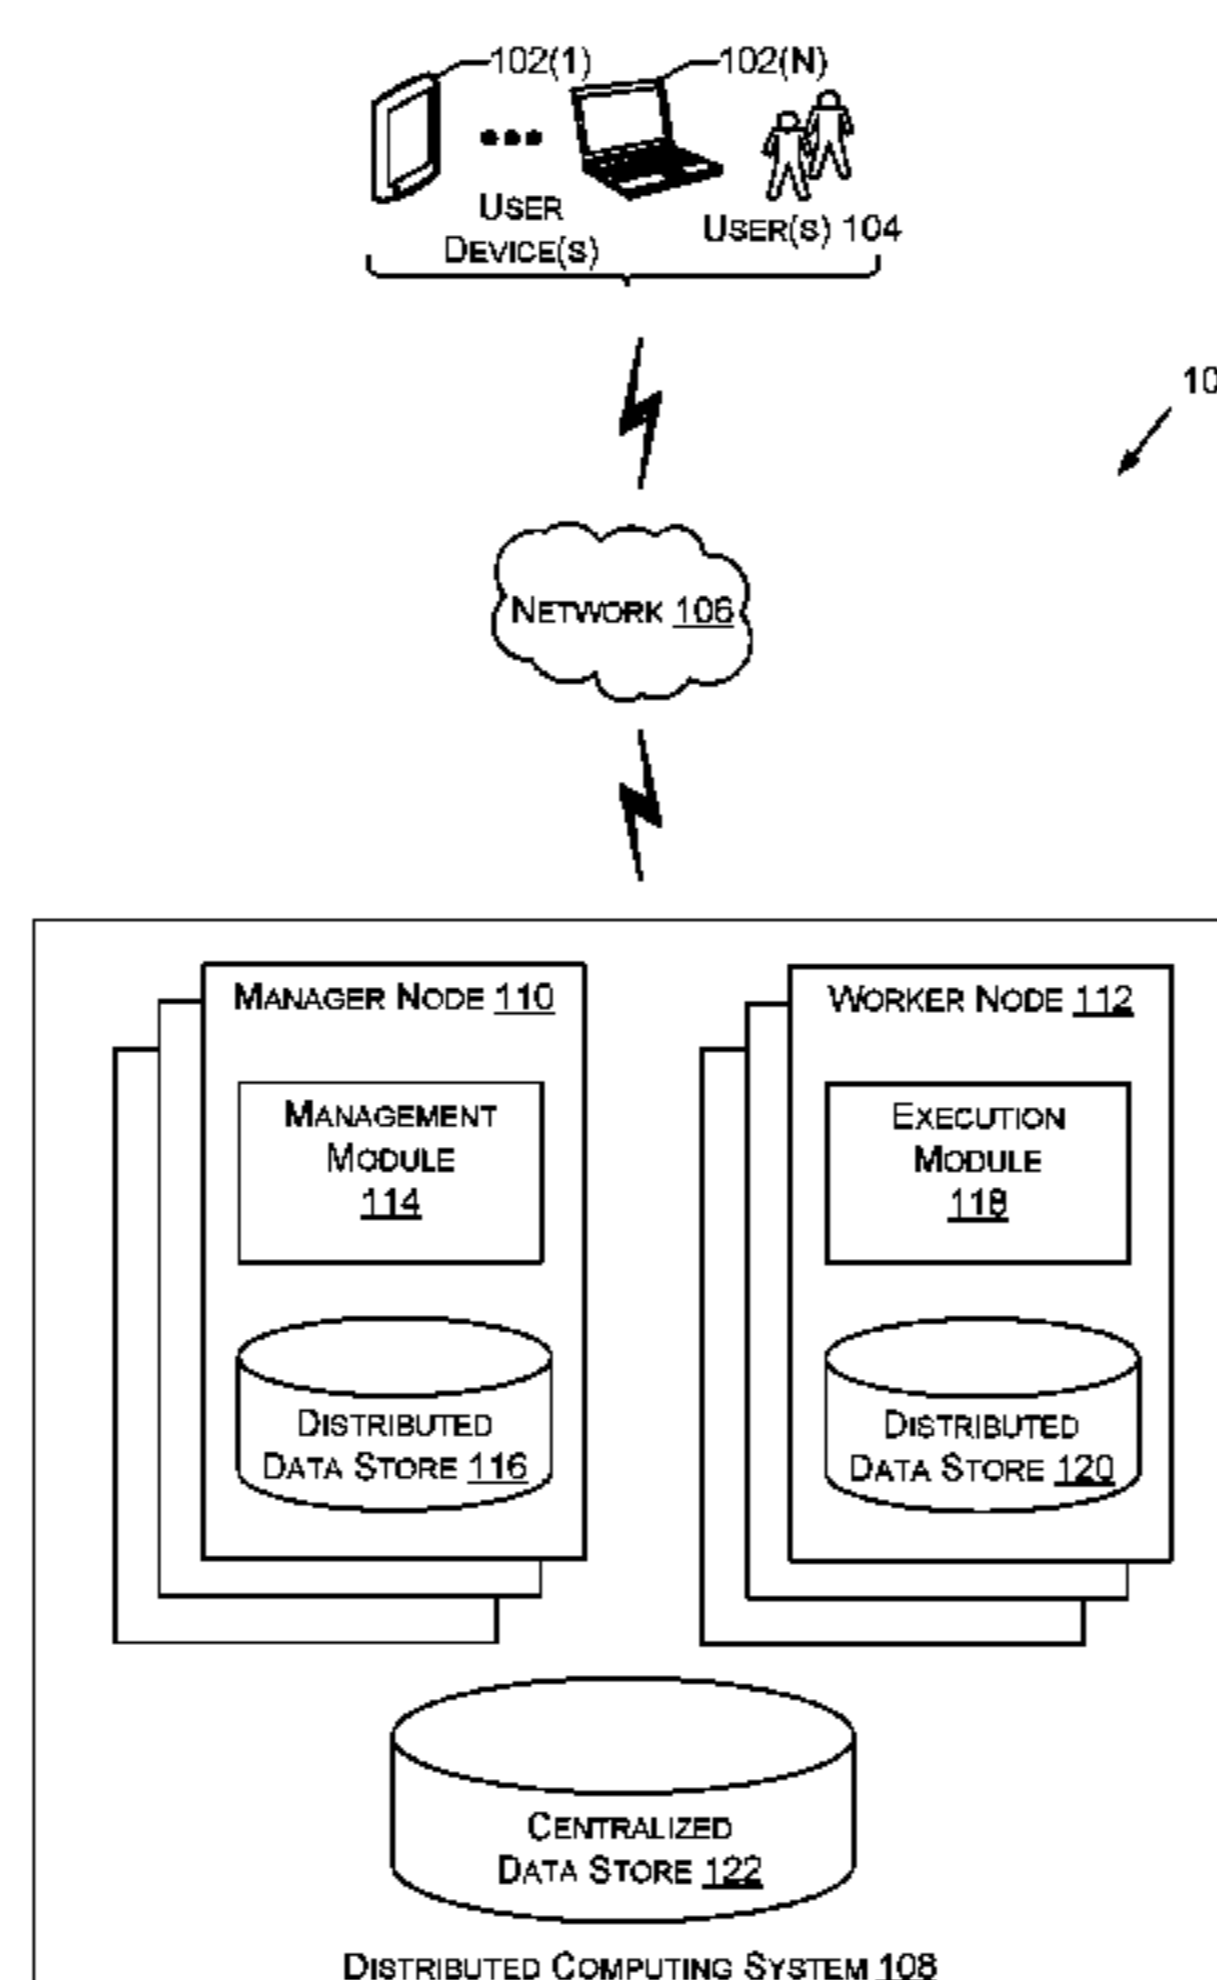 102(1) 102(N)
USER
DEVICE(S)
USER(S) 104
10
NETWORK 106
MANAGER NODE 110
MANAGEMENT
MODULE
114
DISTRIBUTED
DATA STORE 116
WORKER NODE 112
EXECUTION
MODULE
118
DISTRIBUTED
DATA STORE 120
CENTRALIZED
DATA STORE 122
DISTRIBUTED COMPUTING SYSTEM 108